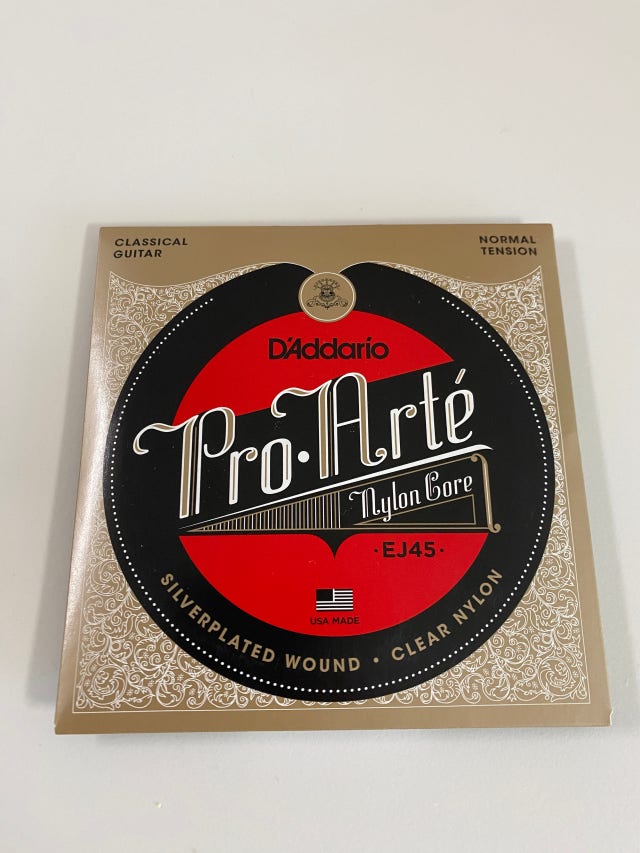 CLASSICAL
GUITAR
NORMAL
TENSION
D'Addario
Pro·Arté
Nylon Core
·EJ45·
USA MADE
SILVERPLATED WOUND · CLEAR NYLON